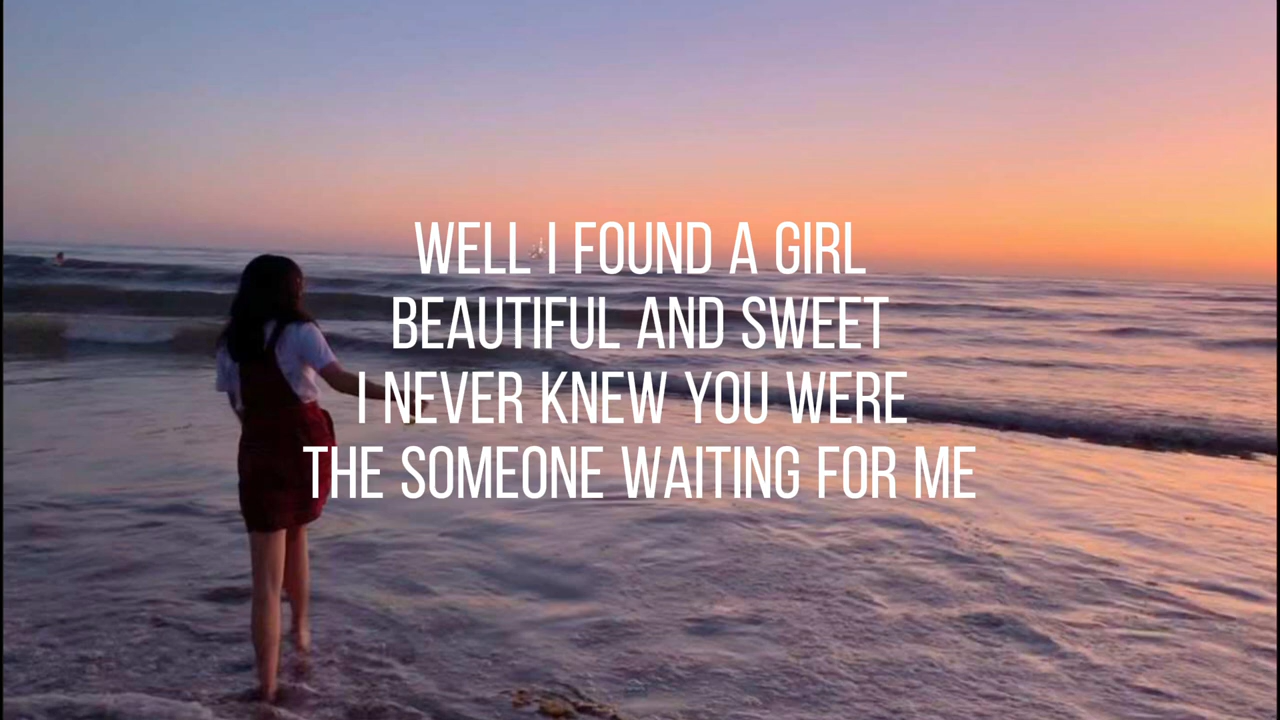 WELL I FOUND A GIRL
BEAUTIFUL AND SWEET
I NEVER KNEW YOU WERE
THE SOMEONE WAITING FOR ME